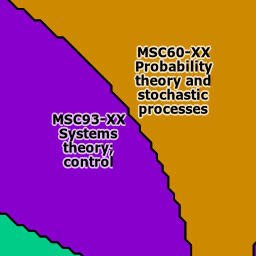 MSC60-XX
Probability
theory and
stochastic
processes
MSC93-XX
Systems
theory;
control